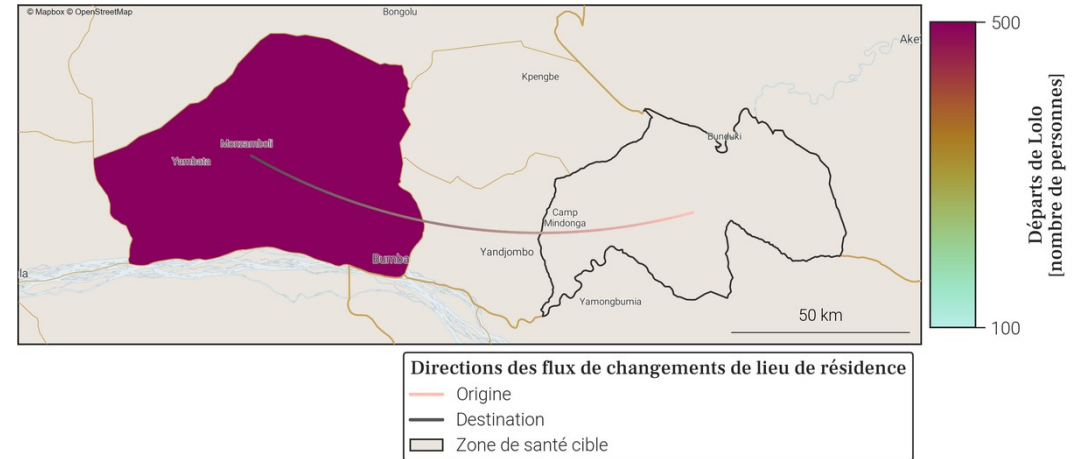 © Mapbox © OpenStreetMap
Bongolu
500
Kpengbe
Bunduki
Monzamboli
Yambata
Camp
Mindonga
Yandjombo
Bumba
la
Yamongbumia
50 km
100
Départs de Lolo
[nombre de personnes]
Directions des flux de changements de lieu de résidence
Origine
Destination
Zone de santé cible